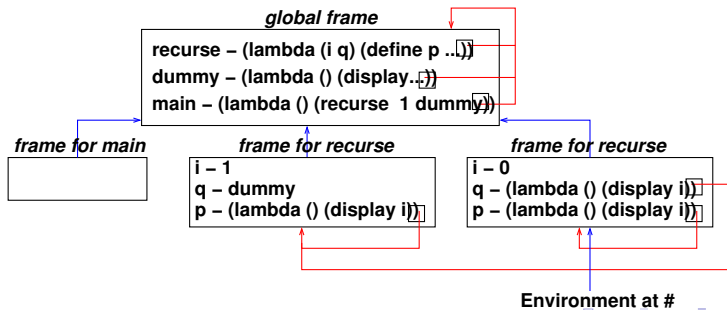 global frame
recurse – (lambda (i q) (define p ...))
dummy – (lambda () (display...))
main – (lambda () (recurse 1 dummy))
frame for main
frame for recurse
frame for recurse
i – 1
q – dummy
p – (lambda () (display i))
i – 0
q – (lambda () (display i))
p – (lambda () (display i))
Environment at #